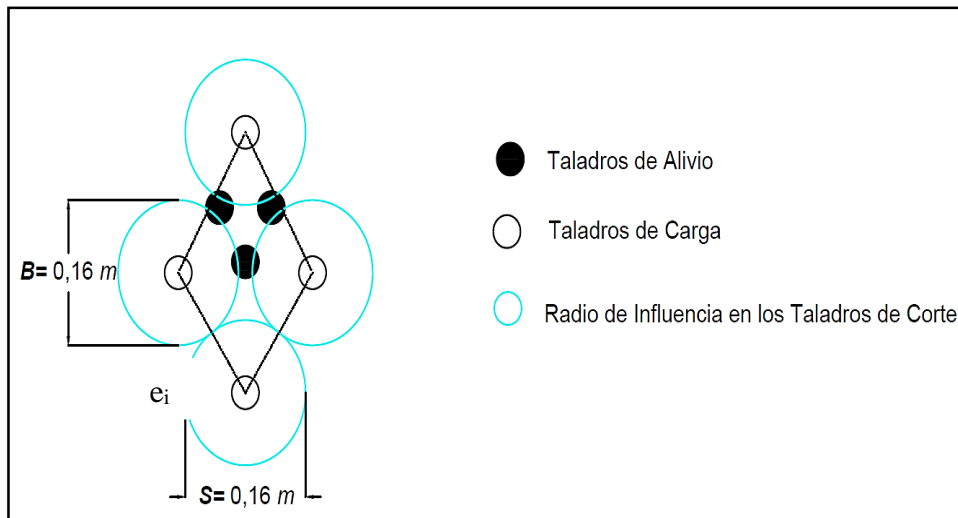 Taladros de Alivio
Taladros de Carga
B= 0,16 m
Radio de Influencia en los Taladros de Corte
eᵢ
S= 0,16 m